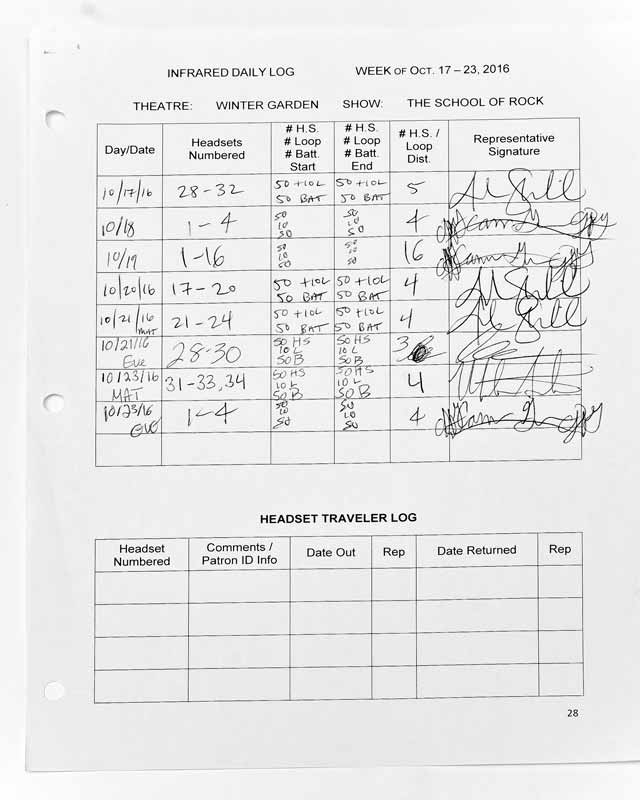 INFRARED DAILY LOG WEEK OF OCT. 17 – 23, 2016
THEATRE: WINTER GARDEN SHOW: THE SCHOOL OF ROCK
Day/Date Headsets Numbered # H.S. # Loop # Batt. Start # H.S. # Loop # Batt. End # H.S. / Loop Dist. Representative Signature
10/17/16 28-32 50 +10L 50 BAT 50 +10L 50 BAT 5
10/18 1-4 50 10 50 50 10 50 4
10/19 1-16 50 10 50 50 10 50 16
10/20/16 17-20 50 +10L 50 BAT 50 +10L 50 BAT 4
10/21/16 MAT 21-24 50 +10L 50 BAT 50 +10L 50 BAT 4
10/21/16 Eve 28-30 50 HS 10 L 50 B 50 HS 10 L 50 B 3
10/23/16 MAT 31-33,34 50 HS 10 L 50 B 50 HS 10 L 50 B 4
10/23/16 eve 1-4 50 10 50 50 10 50 4
HEADSET TRAVELER LOG
Headset Numbered Comments / Patron ID Info Date Out Rep Date Returned Rep
28